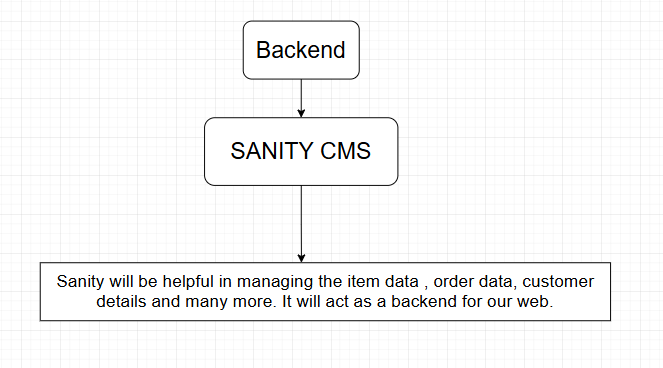 Backend
SANITY CMS
Sanity will be helpful in managing the item data , order data, customer
details and many more. It will act as a backend for our web.